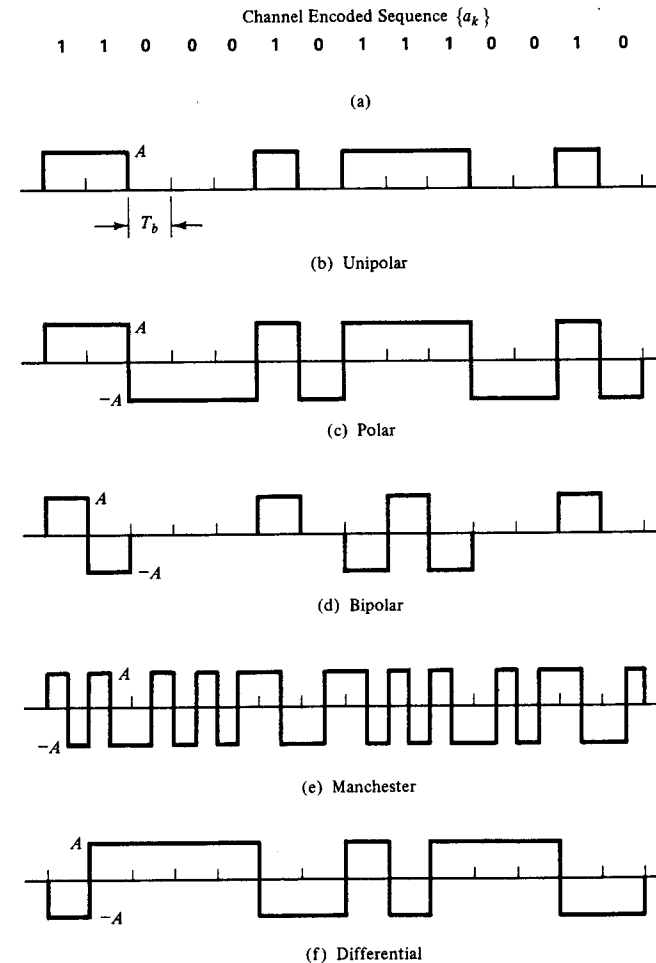 Channel Encoded Sequence {a_k}
1 1 0 0 0 1 0 1 1 1 0 0 1 0
(a)
A
T_b
(b) Unipolar
A
−A
(c) Polar
A
−A
(d) Bipolar
A
−A
(e) Manchester
A
−A
(f) Differential